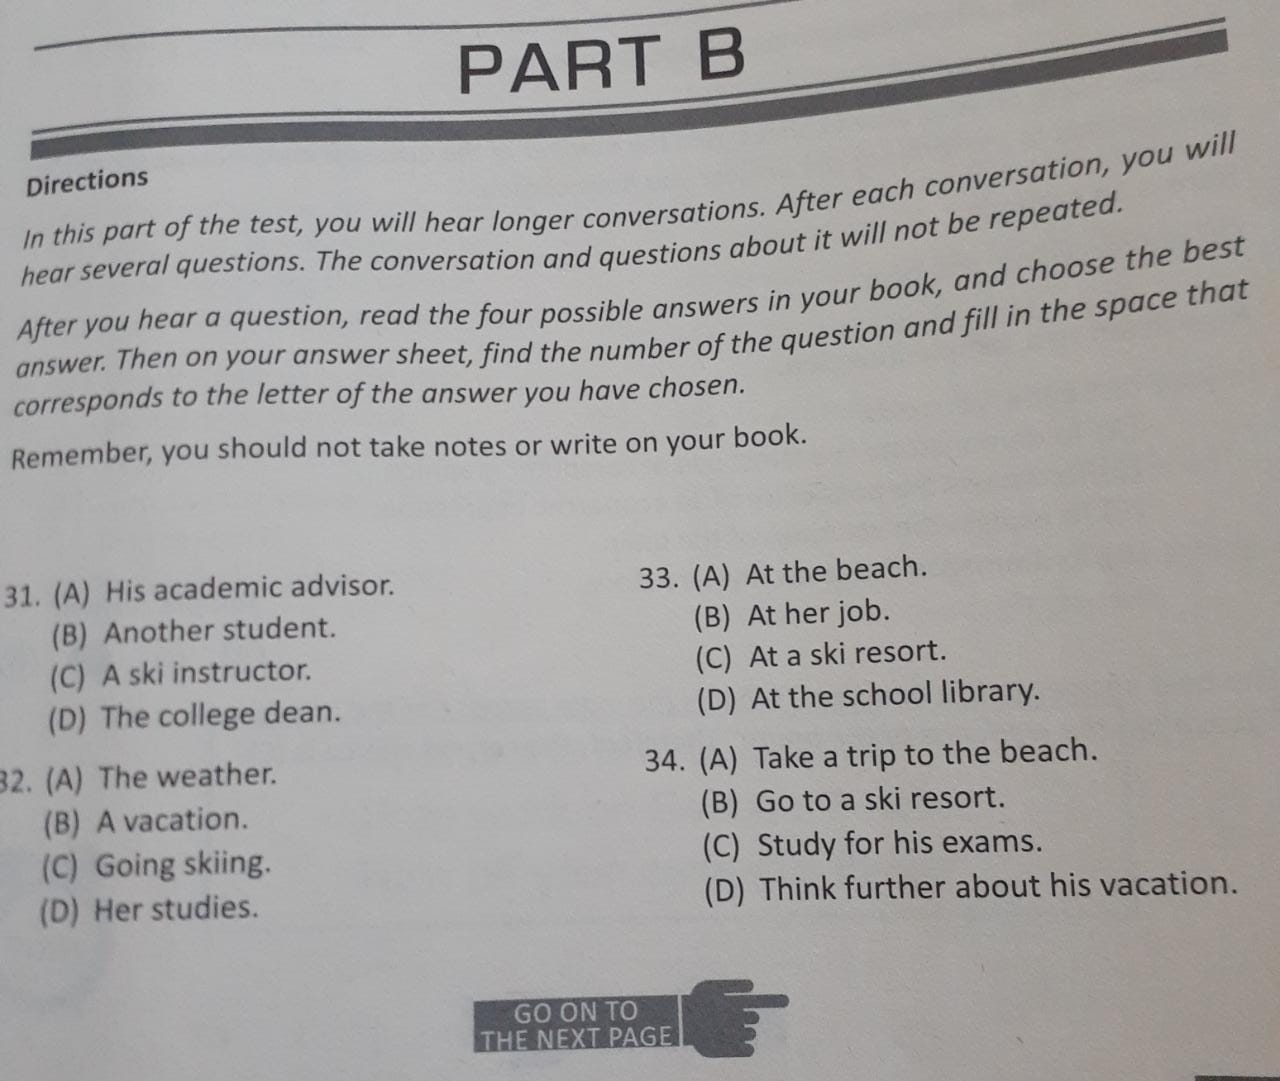 PART B
Directions
In this part of the test, you will hear longer conversations. After each conversation, you will
hear several questions. The conversation and questions about it will not be repeated.
After you hear a question, read the four possible answers in your book, and choose the best
answer. Then on your answer sheet, find the number of the question and fill in the space that
corresponds to the letter of the answer you have chosen.
Remember, you should not take notes or write on your book.
31. (A) His academic advisor.
(B) Another student.
(C) A ski instructor.
(D) The college dean.
32. (A) The weather.
(B) A vacation.
(C) Going skiing.
(D) Her studies.
33. (A) At the beach.
(B) At her job.
(C) At a ski resort.
(D) At the school library.
34. (A) Take a trip to the beach.
(B) Go to a ski resort.
(C) Study for his exams.
(D) Think further about his vacation.
GO ON TO
THE NEXT PAGE